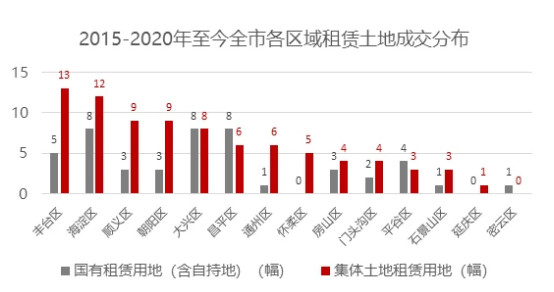 2015-2020年至今全市各区域租赁土地成交分布
15
10
5
0
5 13 8 12 3 9 3 9 8 8 8 6 1 6 0 5 3 4 2 4 4 3 1 3 0 1 1 0
丰台区 海淀区 顺义区 朝阳区 大兴区 昌平区 通州区 怀柔区 房山区 门头沟区 平谷区 石景山区 延庆区 密云区
国有租赁用地（含自持地）（幅） 集体土地租赁用地（幅）